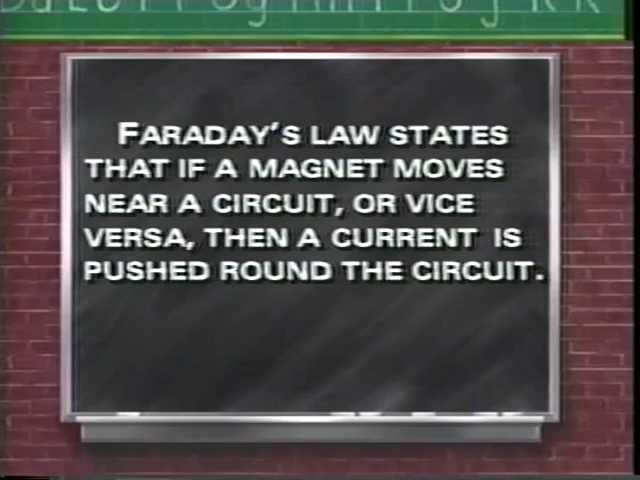 FARADAY'S LAW STATES
THAT IF A MAGNET MOVES
NEAR A CIRCUIT, OR VICE
VERSA, THEN A CURRENT IS
PUSHED ROUND THE CIRCUIT.